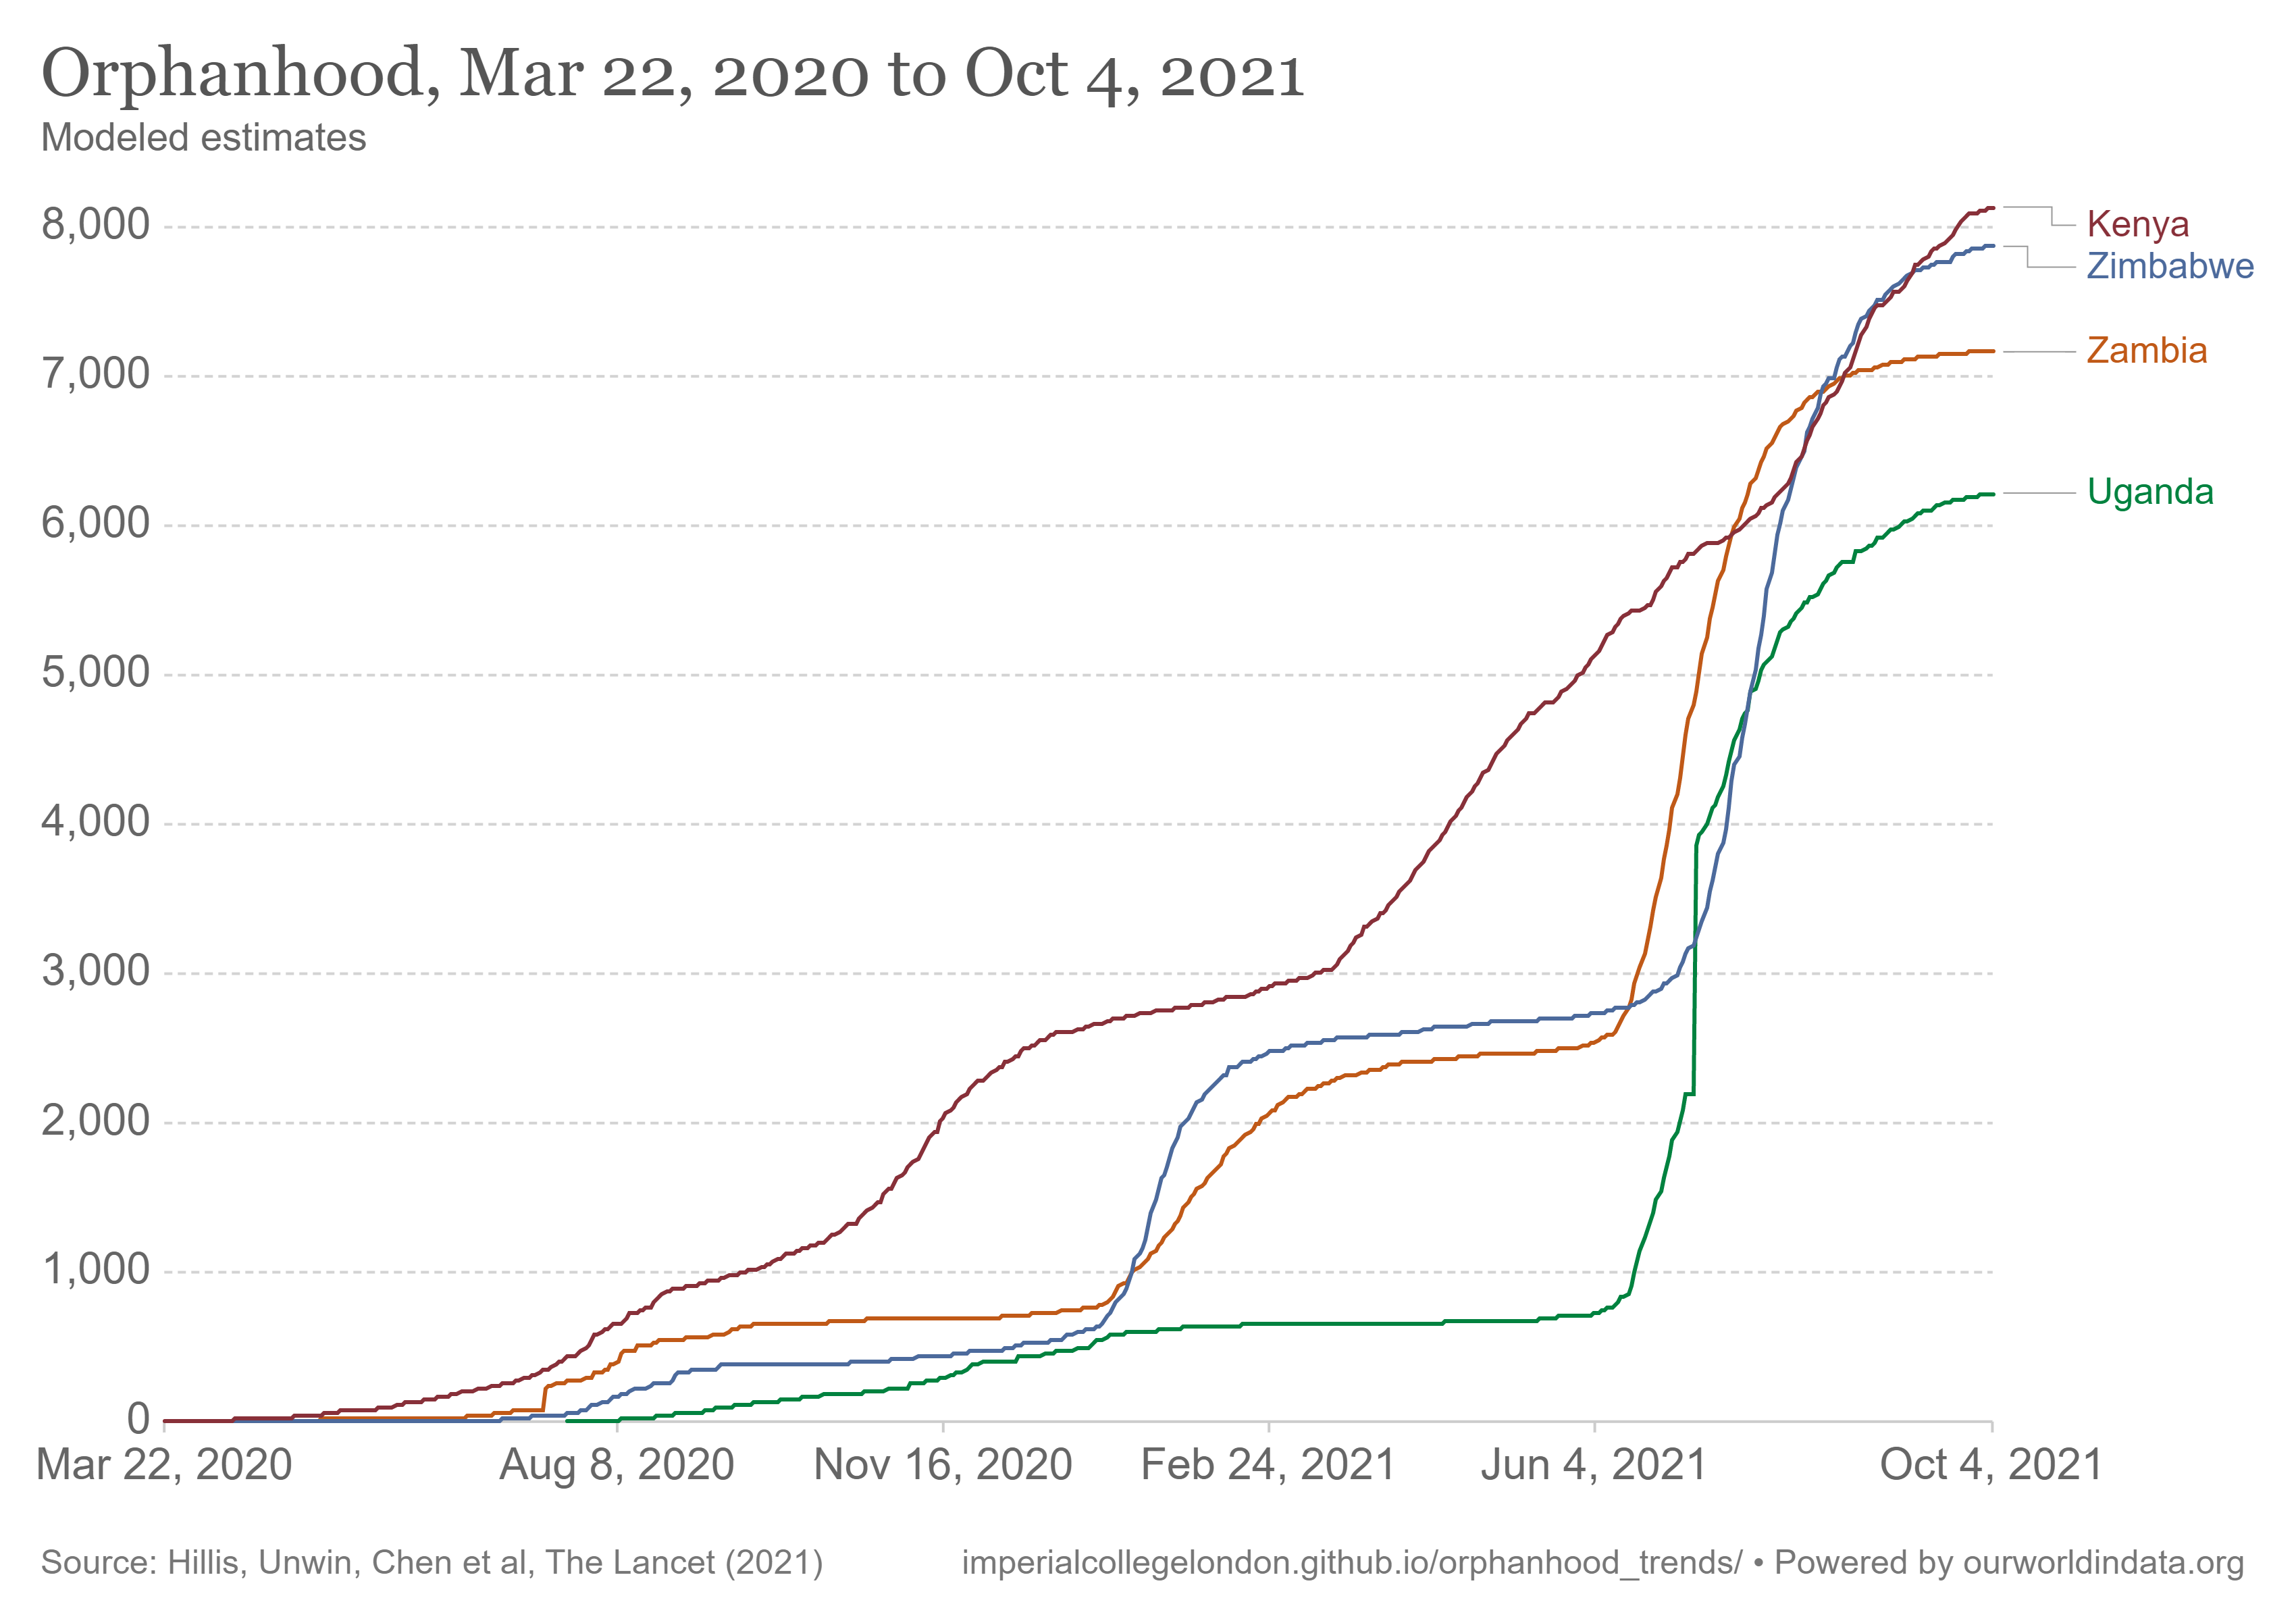 Orphanhood, Mar 22, 2020 to Oct 4, 2021
Modeled estimates
8,000
7,000
6,000
5,000
4,000
3,000
2,000
1,000
0
Kenya
Zimbabwe
Zambia
Uganda
Mar 22, 2020 Aug 8, 2020 Nov 16, 2020 Feb 24, 2021 Jun 4, 2021 Oct 4, 2021
Source: Hillis, Unwin, Chen et al, The Lancet (2021) imperialcollegelondon.github.io/orphanhood_trends/ • Powered by ourworldindata.org